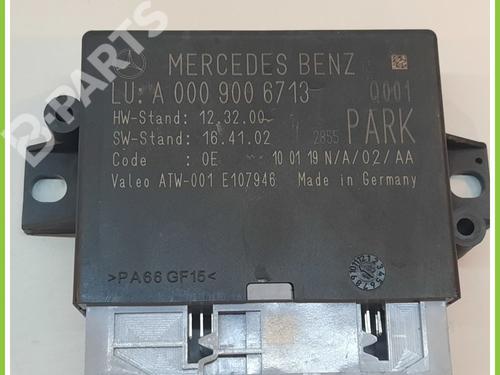 B-PARTS
MERCEDES BENZ
LU: A 000 900 6713 Q001
HW-Stand: 12.32.00
SW-Stand: 16.41.02 2855 PARK
Code : 0E 10 01 19 N/A/02/AA
Valeo ATW-001 E107946 Made in Germany
>PA66 GF15<